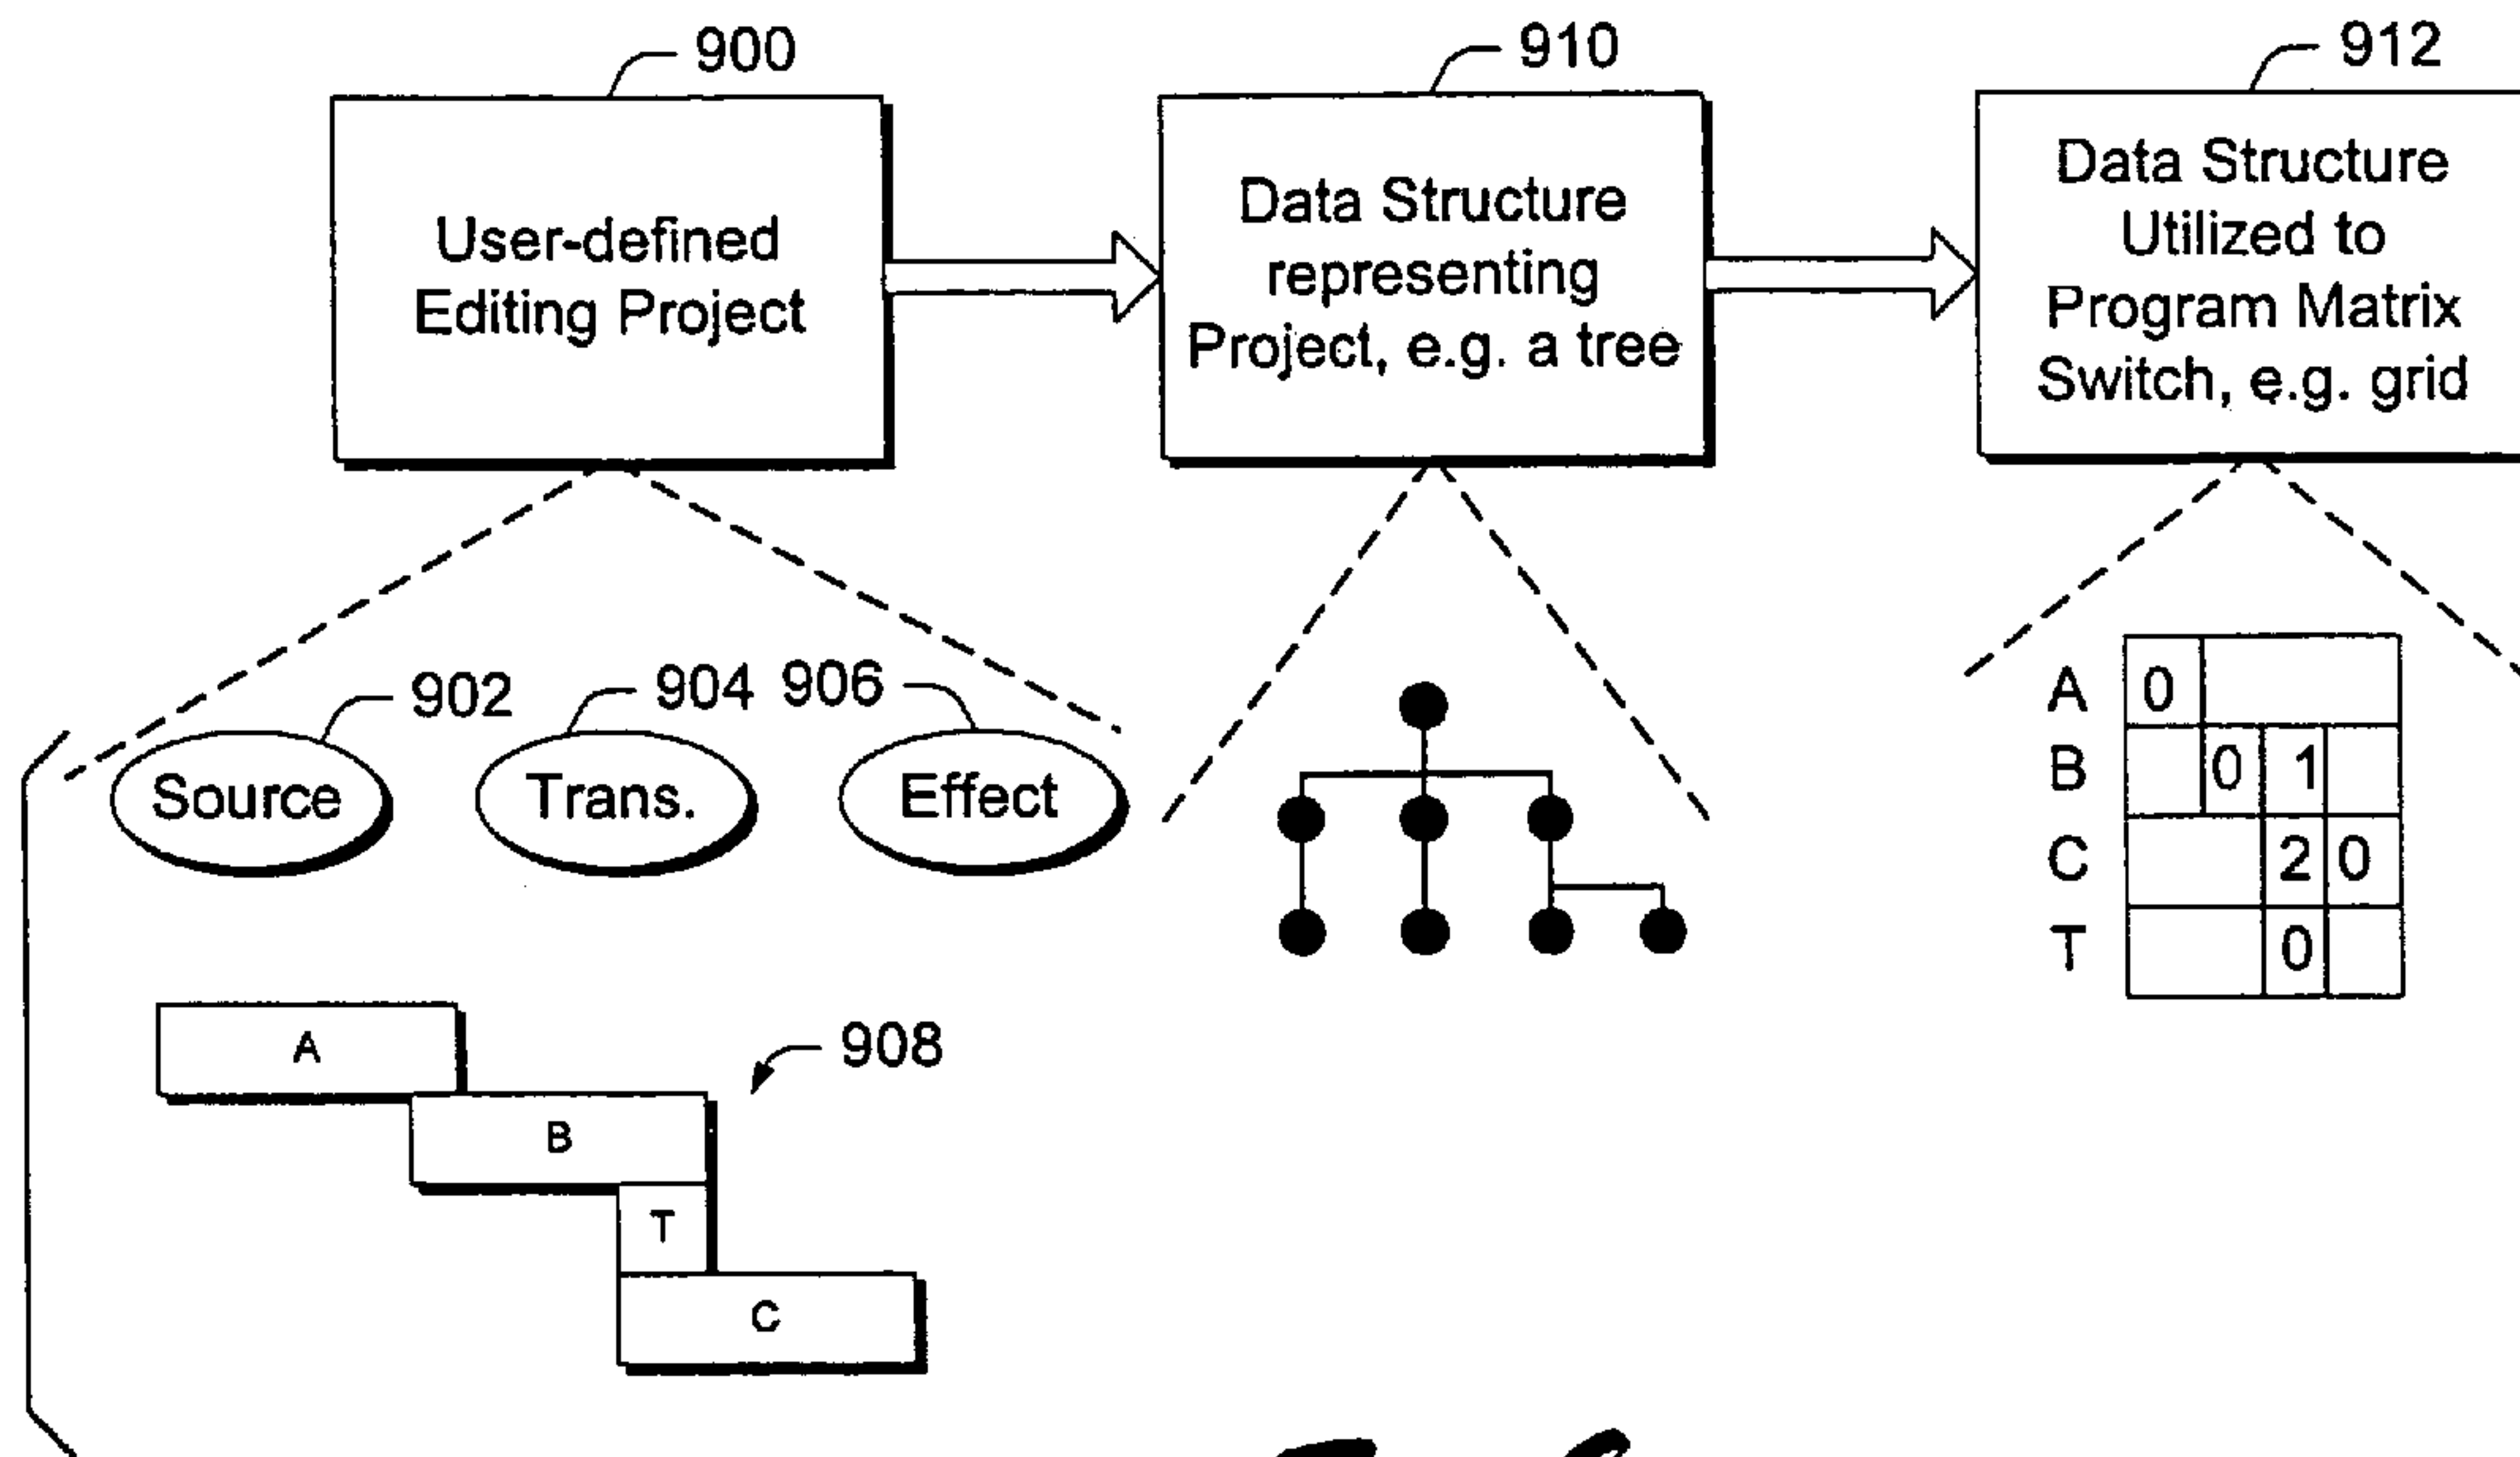 900
910
912
User-defined
Editing Project
Data Structure
representing
Project, e.g. a tree
Data Structure
Utilized to
Program Matrix
Switch, e.g. grid
902
904
906
Source
Trans.
Effect
A 0
B 0 1
C 2 0
T 0
908
A
B
T
C